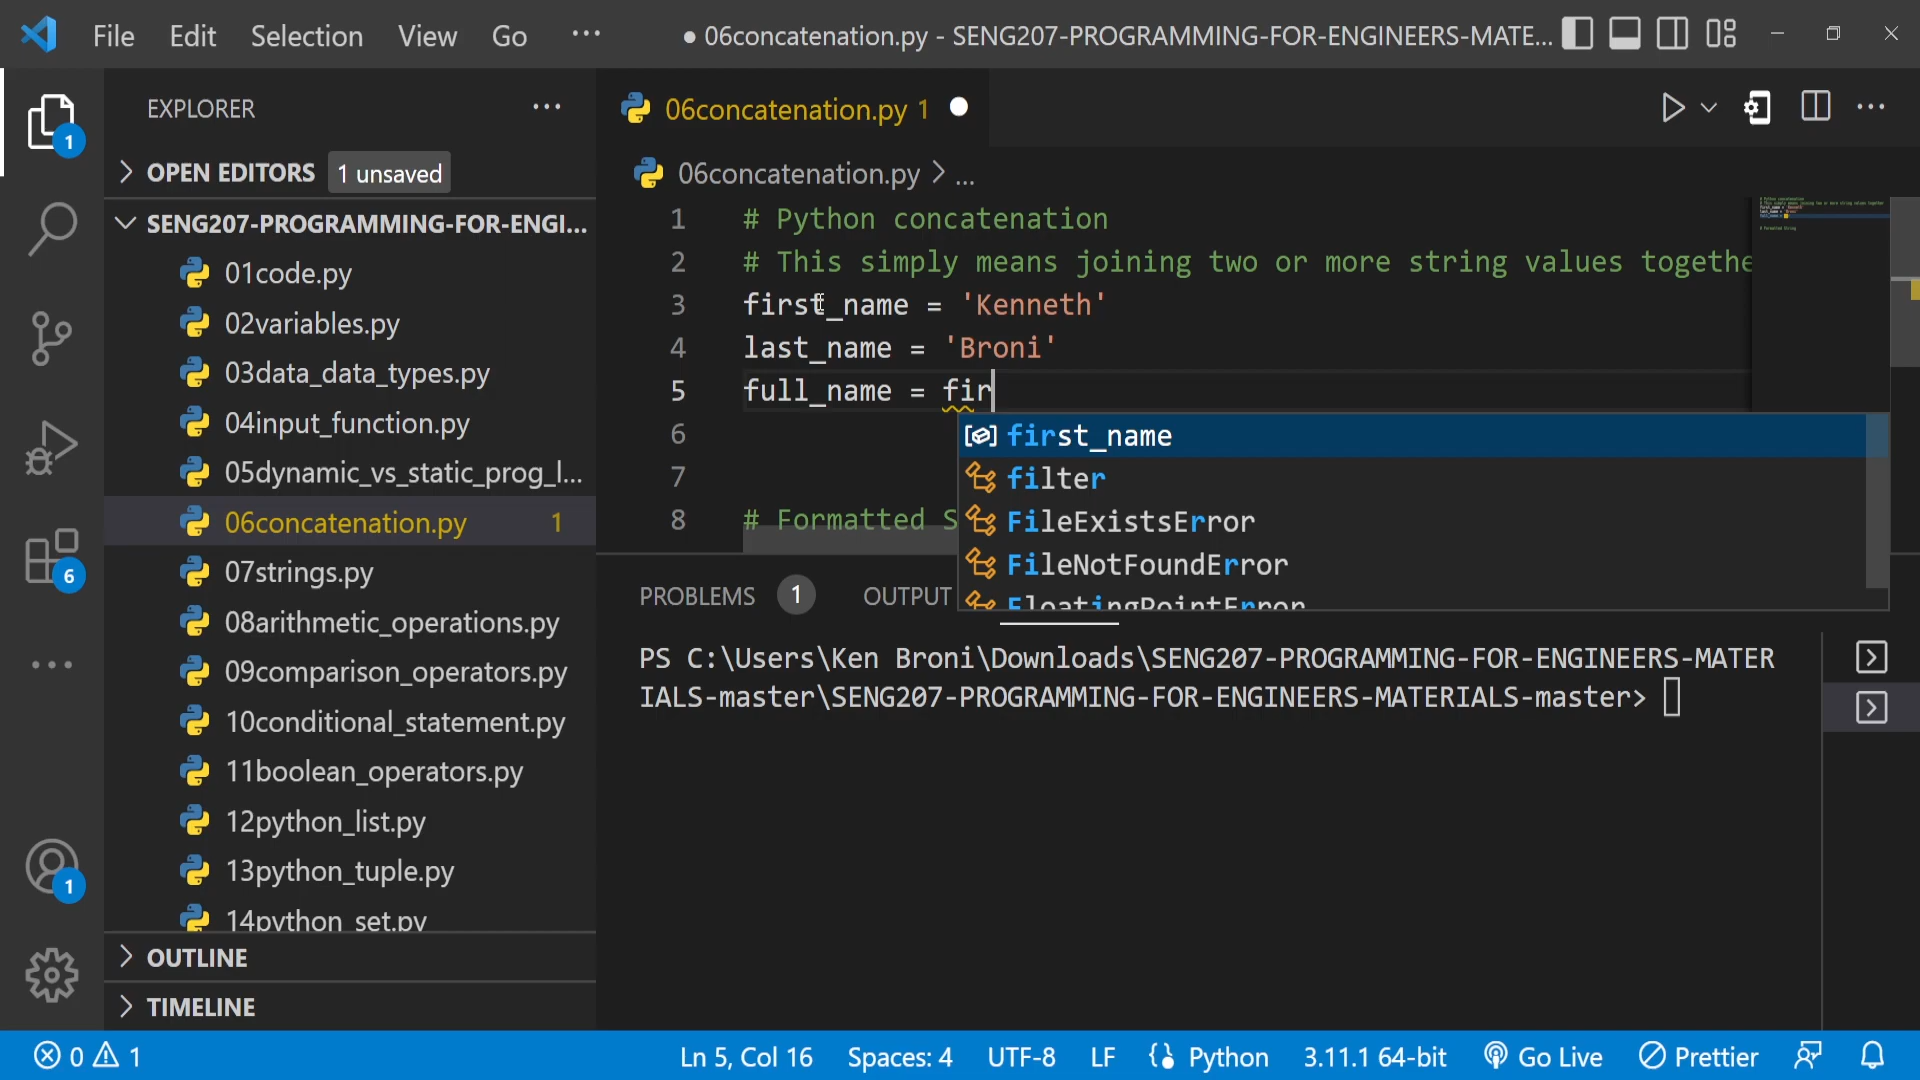 File Edit Selection View Go ...
● 06concatenation.py - SENG207-PROGRAMMING-FOR-ENGINEERS-MATE...
EXPLORER
OPEN EDITORS 1 unsaved
SENG207-PROGRAMMING-FOR-ENGI...
01code.py
02variables.py
03data_data_types.py
04input_function.py
05dynamic_vs_static_prog_l...
06concatenation.py 1
07strings.py
08arithmetic_operations.py
09comparison_operators.py
10conditional_statement.py
11boolean_operators.py
12python_list.py
13python_tuple.py
14python_set.py
OUTLINE
TIMELINE
1
6
1
06concatenation.py 1
06concatenation.py > ...
1 # Python concatenation
2 # This simply means joining two or more string values togethe
3 first_name = 'Kenneth'
4 last_name = 'Broni'
5 full_name = fir
6
7
8 # Formatted S
first_name
filter
FileExistsError
FileNotFoundError
FloatingPointError
PROBLEMS 1 OUTPUT
PS C:\Users\Ken Broni\Downloads\SENG207-PROGRAMMING-FOR-ENGINEERS-MATER
IALS-master\SENG207-PROGRAMMING-FOR-ENGINEERS-MATERIALS-master>
0 1 Ln 5, Col 16 Spaces: 4 UTF-8 LF Python 3.11.1 64-bit Go Live Prettier